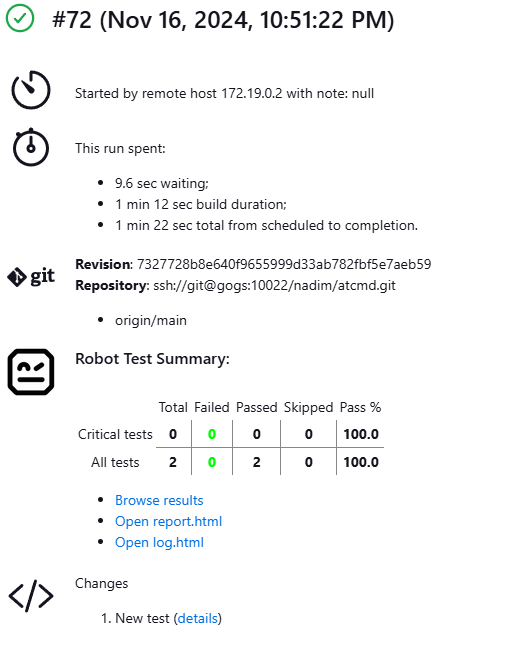 #72 (Nov 16, 2024, 10:51:22 PM)
Started by remote host 172.19.0.2 with note: null
This run spent:
• 9.6 sec waiting;
• 1 min 12 sec build duration;
• 1 min 22 sec total from scheduled to completion.
git
Revision: 7327728b8e640f9655999d33ab782fbf5e7aeb59
Repository: ssh://git@gogs:10022/nadim/atcmd.git
• origin/main
Robot Test Summary:
Total Failed Passed Skipped Pass %
Critical tests 0 0 0 0 100.0
All tests 2 0 2 0 100.0
• Browse results
• Open report.html
• Open log.html
Changes
1. New test (details)